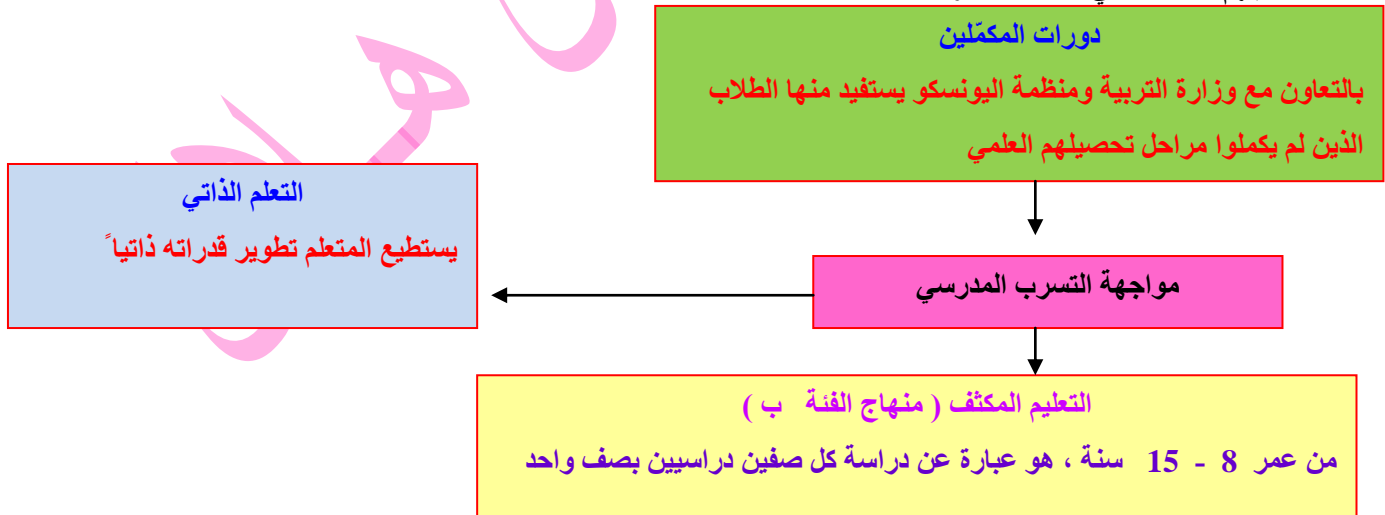 دورات المكمّلين
بالتعاون مع وزارة التربية ومنظمة اليونسكو يستفيد منها الطلاب
الذين لم يكملوا مراحل تحصيلهم العلمي
التعلم الذاتي
يستطيع المتعلم تطوير قدراته ذاتيا ً
مواجهة التسرب المدرسي
التعليم المكثف ( منهاج الفئة ب )
من عمر 8 - 15 سنة ، هو عبارة عن دراسة كل صفين دراسيين بصف واحد